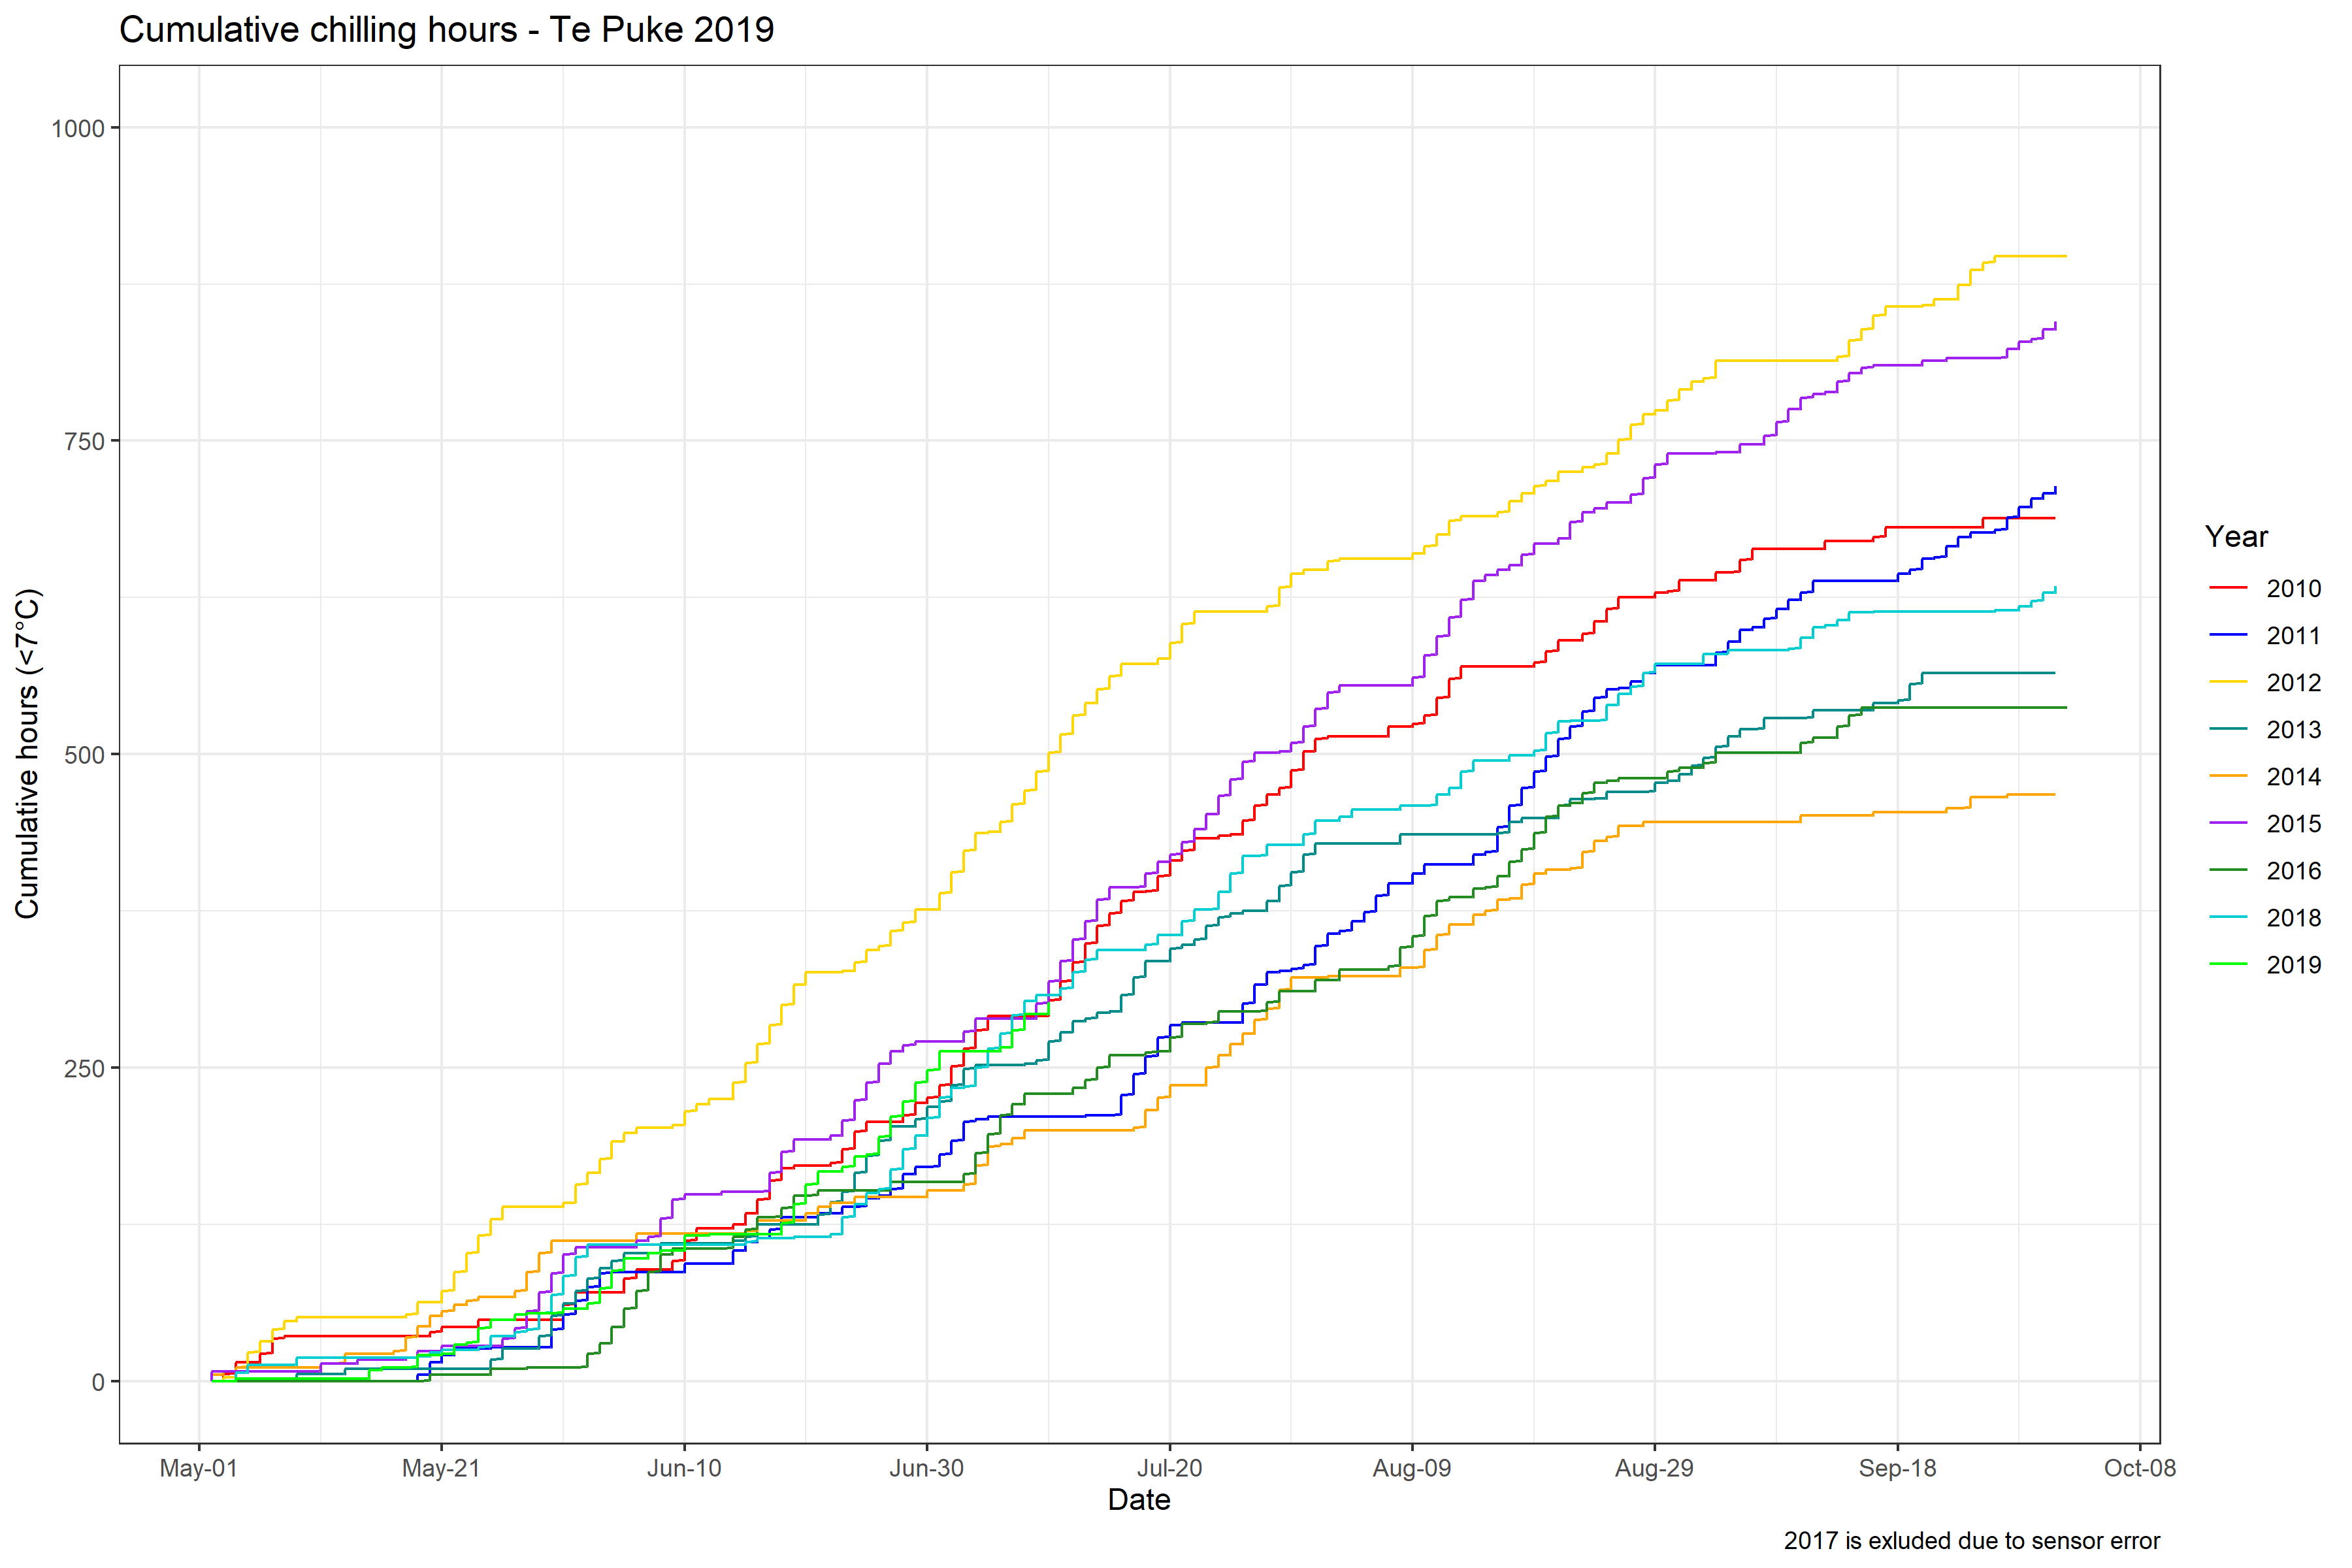 Cumulative chilling hours - Te Puke 2019
Cumulative hours (<7°C)
1000
750
500
250
0
May-01
May-21
Jun-10
Jun-30
Jul-20
Aug-09
Aug-29
Sep-18
Oct-08
Date
Year
2010
2011
2012
2013
2014
2015
2016
2018
2019
2017 is exluded due to sensor error